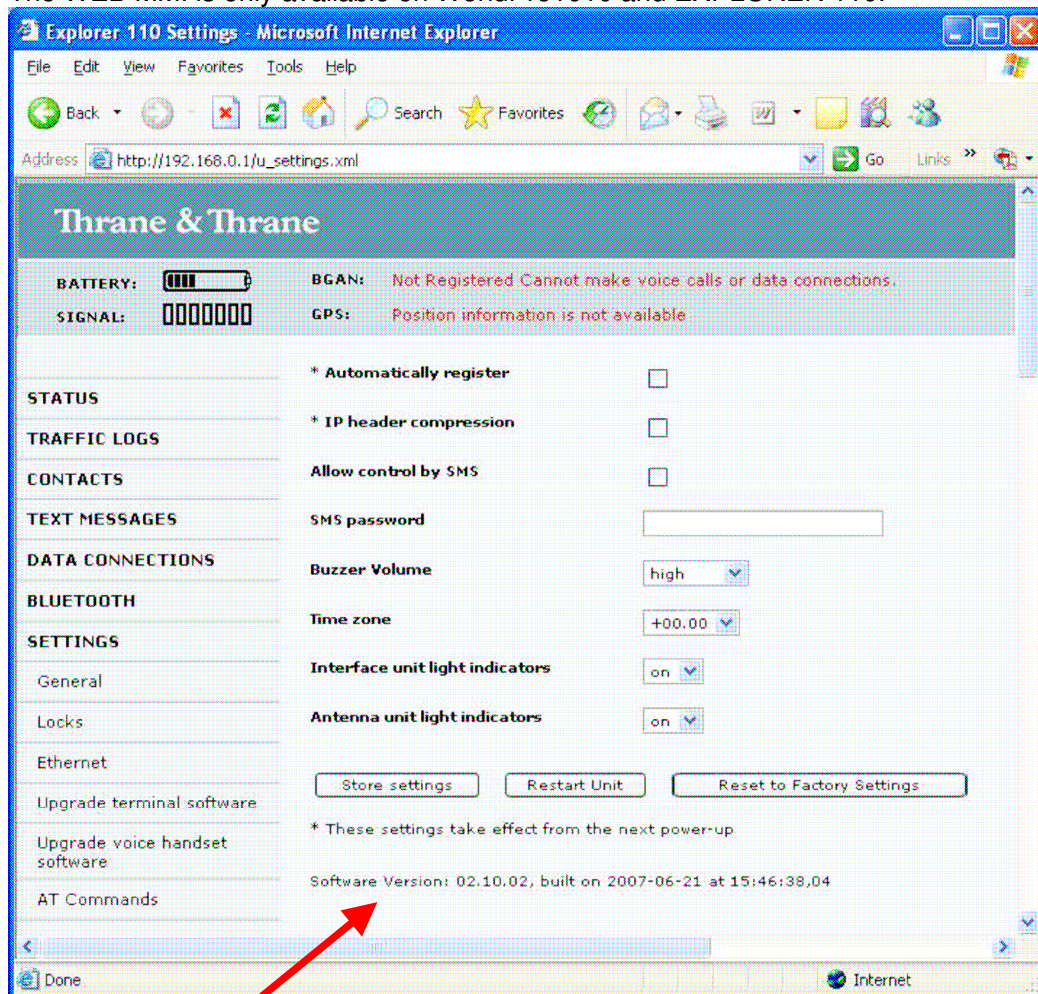 Explorer 110 Settings - Microsoft Internet Explorer
File Edit View Favorites Tools Help
Back Search Favorites
Address http://192.168.0.1/u_settings.xml Go Links »
Thrane & Thrane
BATTERY:
SIGNAL:
BGAN: Not Registered Cannot make voice calls or data connections.
GPS: Position information is not available
STATUS
TRAFFIC LOGS
CONTACTS
TEXT MESSAGES
DATA CONNECTIONS
BLUETOOTH
SETTINGS
General
Locks
Ethernet
Upgrade terminal software
Upgrade voice handset
software
AT Commands
* Automatically register
* IP header compression
Allow control by SMS
SMS password
Buzzer Volume high
Time zone +00.00
Interface unit light indicators on
Antenna unit light indicators on
Store settings Restart Unit Reset to Factory Settings
* These settings take effect from the next power-up
Software Version: 02.10.02, built on 2007-06-21 at 15:46:38,04
Done Internet